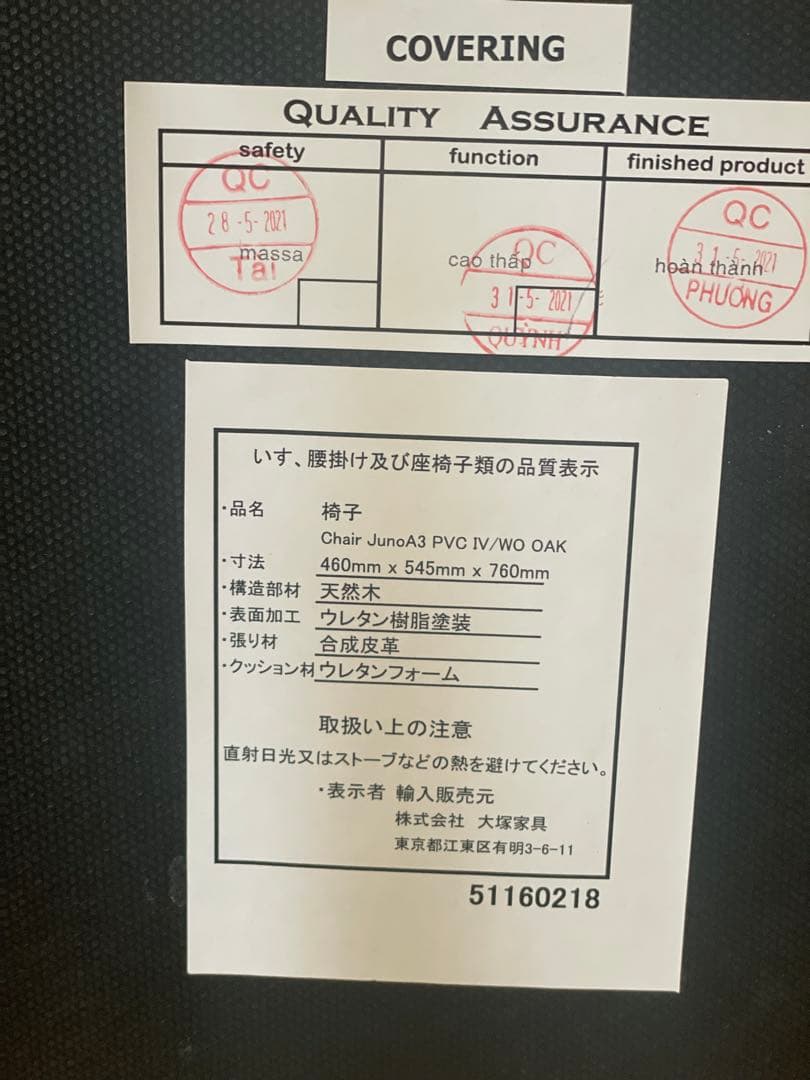 COVERING
QUALITY ASSURANCE
safety function finished product
QC
28-5-2021
massa
Tài
cao thấp
QC
31-5-2021
QUỲNH
QC
31-5-2021
hoàn thành
PHƯƠNG
いす、腰掛け及び座椅子類の品質表示
・品名 椅子
Chair JunoA3 PVC IV/WO OAK
・寸法 460mm x 545mm x 760mm
・構造部材 天然木
・表面加工 ウレタン樹脂塗装
・張り材 合成皮革
・クッション材 ウレタンフォーム
取扱い上の注意
直射日光又はストーブなどの熱を避けてください。
・表示者 輸入販売元
株式会社 大塚家具
東京都江東区有明3-6-11
51160218